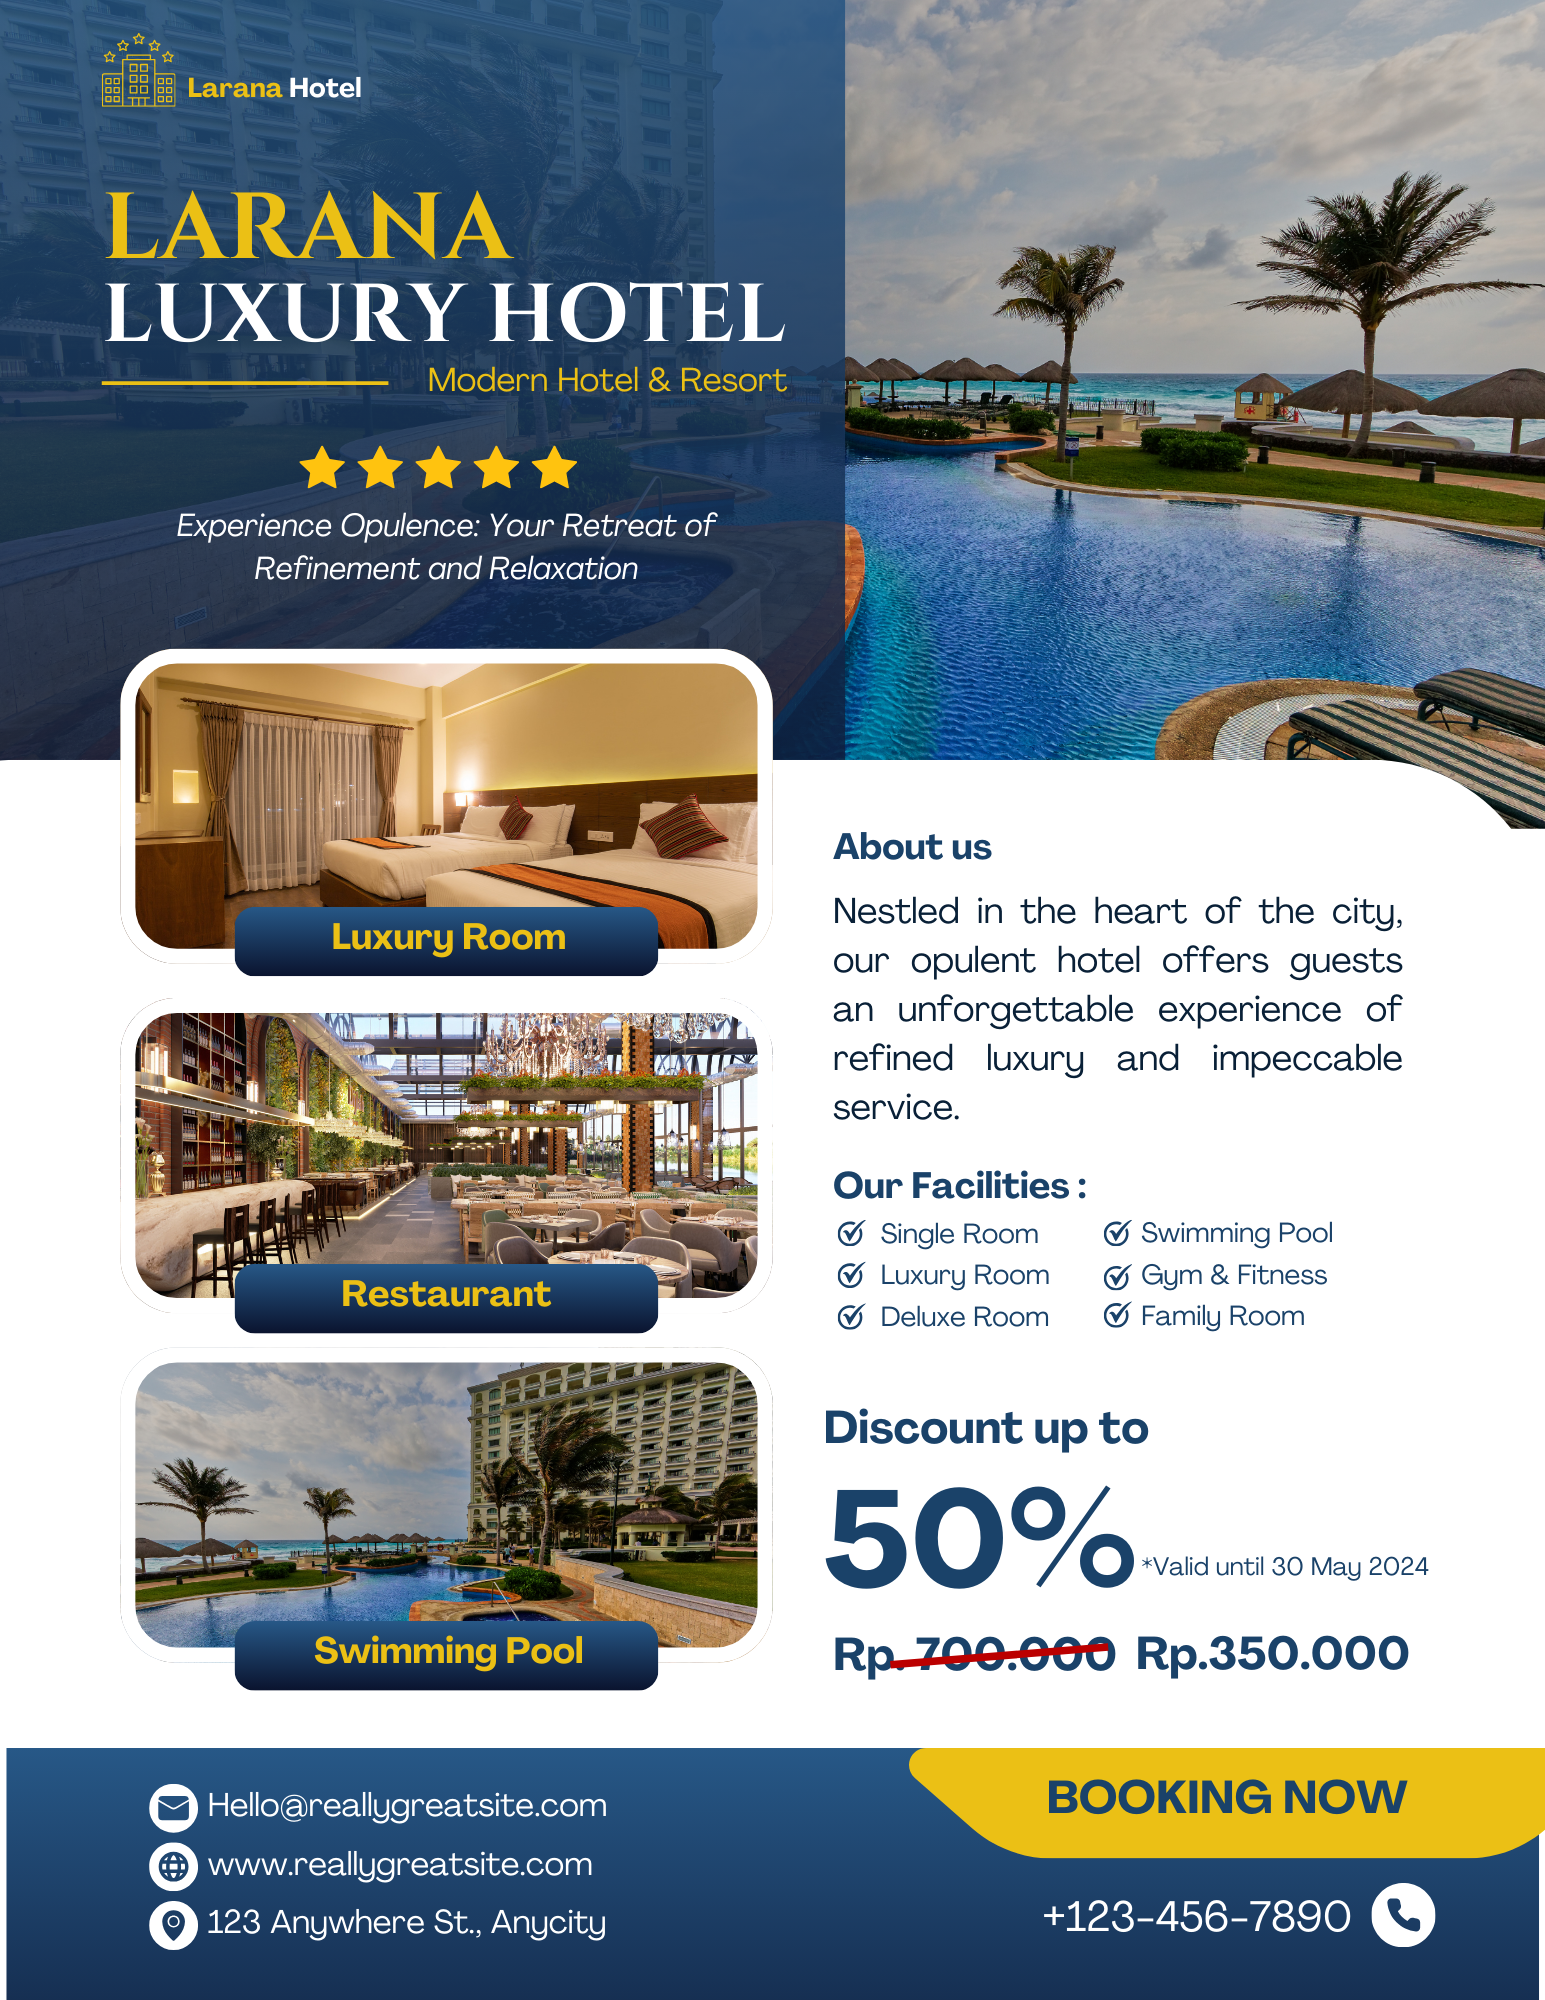 Larana Hotel
LARANA
LUXURY HOTEL
Modern Hotel & Resort
Experience Opulence: Your Retreat of
Refinement and Relaxation
Luxury Room
Restaurant
Swimming Pool
About us
Nestled in the heart of the city,
our opulent hotel offers guests
an unforgettable experience of
refined luxury and impeccable
service.
Our Facilities :
Single Room
Luxury Room
Deluxe Room
Swimming Pool
Gym & Fitness
Family Room
Discount up to
50%
*Valid until 30 May 2024
Rp. 700.000 Rp.350.000
Hello@reallygreatsite.com
www.reallygreatsite.com
123 Anywhere St., Anycity
BOOKING NOW
+123-456-7890